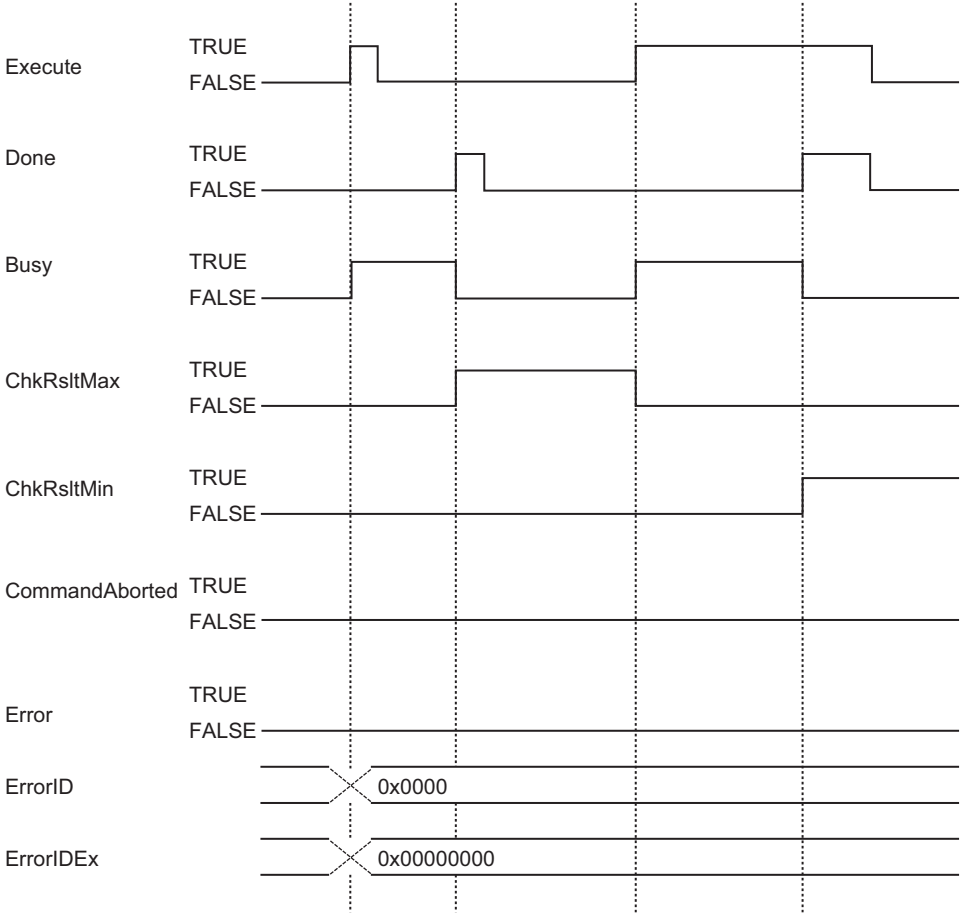 TRUE
Execute
FALSE
TRUE
Done
FALSE
TRUE
Busy
FALSE
TRUE
ChkRsltMax
FALSE
TRUE
ChkRsltMin
FALSE
CommandAborted TRUE
FALSE
TRUE
Error
FALSE
ErrorID 0x0000
ErrorIDEx 0x00000000